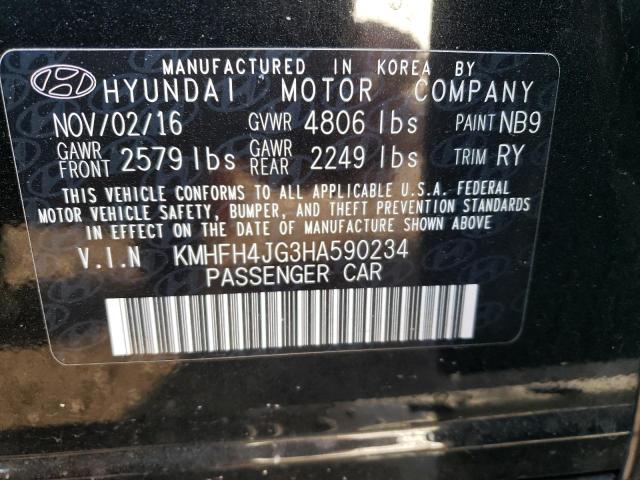 MANUFACTURED IN KOREA BY
HYUNDAI MOTOR COMPANY
NOV/02/16 GVWR 4806 lbs PAINT NB9
GAWR FRONT 2579 lbs GAWR REAR 2249 lbs TRIM RY
THIS VEHICLE CONFORMS TO ALL APPLICABLE U.S.A. FEDERAL
MOTOR VEHICLE SAFETY, BUMPER, AND THEFT PREVENTION STANDARDS
IN EFFECT ON THE DATE OF MANUFACTURE SHOWN ABOVE
V.I.N KMHFH4JG3HA590234
PASSENGER CAR